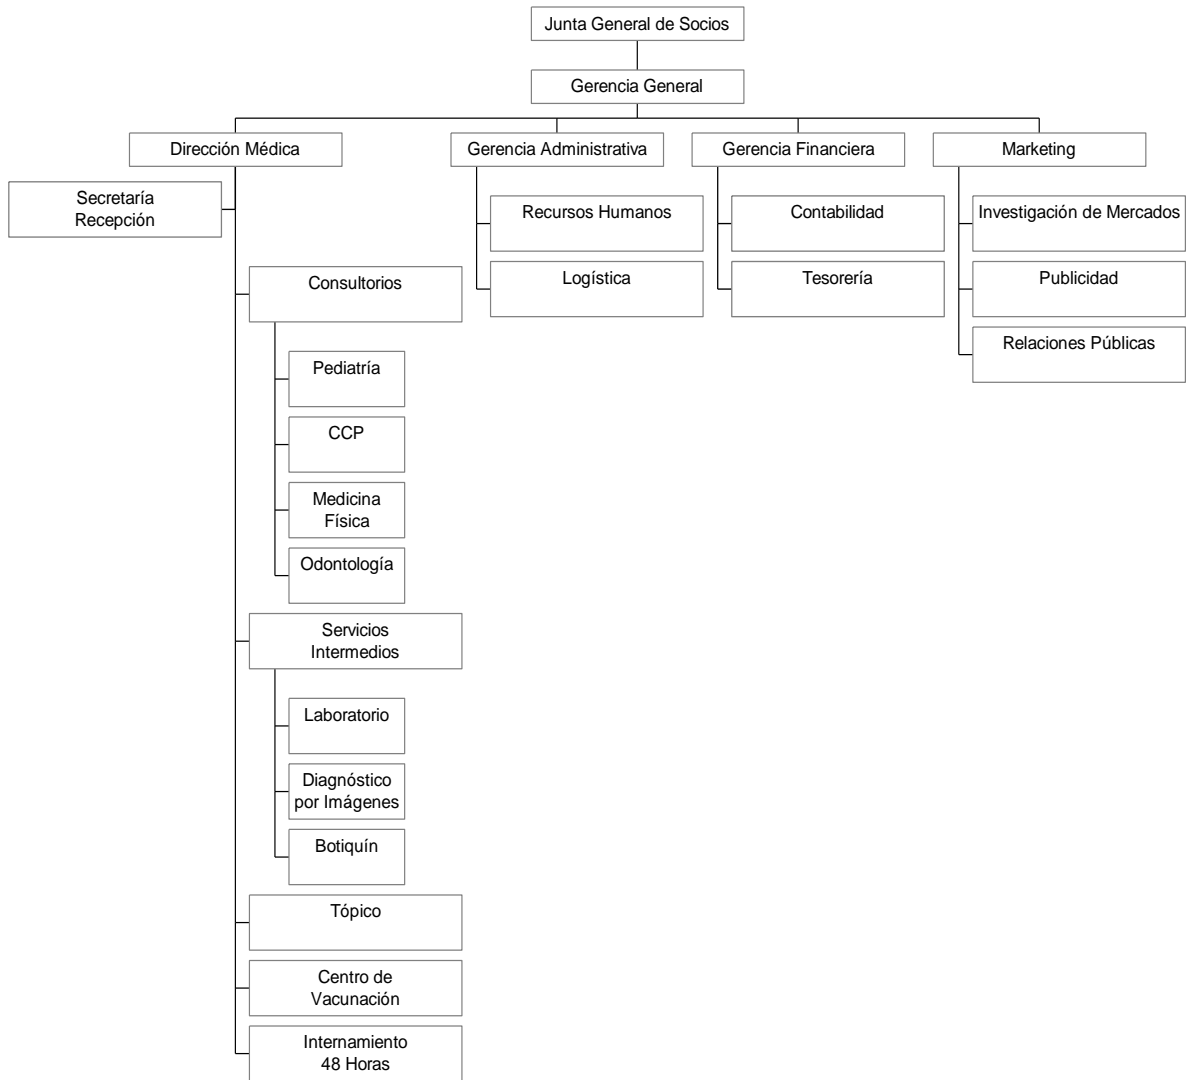 Junta General de Socios
Gerencia General
Dirección Médica
Gerencia Administrativa
Gerencia Financiera
Marketing
Secretaría
Recepción
Recursos Humanos
Contabilidad
Investigación de Mercados
Logística
Tesorería
Publicidad
Relaciones Públicas
Consultorios
Pediatría
CCP
Medicina
Física
Odontología
Servicios
Intermedios
Laboratorio
Diagnóstico
por Imágenes
Botiquín
Tópico
Centro de
Vacunación
Internamiento
48 Horas